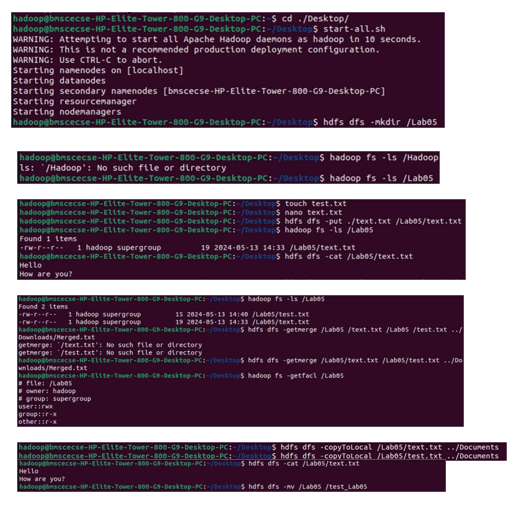 hadoop@bmscecse-HP-Elite-Tower-800-G9-Desktop-PC:~$ cd ./Desktop/
hadoop@bmscecse-HP-Elite-Tower-800-G9-Desktop-PC:~/Desktop$ start-all.sh
WARNING: Attempting to start all Apache Hadoop daemons as hadoop in 10 seconds.
WARNING: This is not a recommended production deployment configuration.
WARNING: Use CTRL-C to abort.
Starting namenodes on [localhost]
Starting datanodes
Starting secondary namenodes [bmscecse-HP-Elite-Tower-800-G9-Desktop-PC]
Starting resourcemanager
Starting nodemanagers
hadoop@bmscecse-HP-Elite-Tower-800-G9-Desktop-PC:~/Desktop$ hdfs dfs -mkdir /Lab05
hadoop@bmscecse-HP-Elite-Tower-800-G9-Desktop-PC:~/Desktop$ hadoop fs -ls /Hadoop
ls: `/Hadoop': No such file or directory
hadoop@bmscecse-HP-Elite-Tower-800-G9-Desktop-PC:~/Desktop$ hadoop fs -ls /Lab05
hadoop@bmscecse-HP-Elite-Tower-800-G9-Desktop-PC:~/Desktop$ touch test.txt
hadoop@bmscecse-HP-Elite-Tower-800-G9-Desktop-PC:~/Desktop$ nano text.txt
hadoop@bmscecse-HP-Elite-Tower-800-G9-Desktop-PC:~/Desktop$ hdfs dfs -put ./text.txt /Lab05/text.txt
hadoop@bmscecse-HP-Elite-Tower-800-G9-Desktop-PC:~/Desktop$ hadoop fs -ls /Lab05
Found 1 items
-rw-r--r-- 1 hadoop supergroup 19 2024-05-13 14:33 /Lab05/text.txt
hadoop@bmscecse-HP-Elite-Tower-800-G9-Desktop-PC:~/Desktop$ hdfs dfs -cat /Lab05/text.txt
Hello
How are you?
hadoop@bmscecse-HP-Elite-Tower-800-G9-Desktop-PC:~/Desktop$ hadoop fs -ls /Lab05
Found 2 items
-rw-r--r-- 1 hadoop supergroup 15 2024-05-13 14:40 /Lab05/test.txt
-rw-r--r-- 1 hadoop supergroup 19 2024-05-13 14:33 /Lab05/text.txt
hadoop@bmscecse-HP-Elite-Tower-800-G9-Desktop-PC:~/Desktop$ hdfs dfs -getmerge /Lab05 /text.txt /Lab05 /test.txt ../
Downloads/Merged.txt
getmerge: `/text.txt': No such file or directory
getmerge: `/test.txt': No such file or directory
hadoop@bmscecse-HP-Elite-Tower-800-G9-Desktop-PC:~/Desktop$ hdfs dfs -getmerge /Lab05/text.txt /Lab05/test.txt ../Do
wnloads/Merged.txt
hadoop@bmscecse-HP-Elite-Tower-800-G9-Desktop-PC:~/Desktop$ hadoop fs -getfacl /Lab05
# file: /Lab05
# owner: hadoop
# group: supergroup
user::rwx
group::r-x
other::r-x
hadoop@bmscecse-HP-Elite-Tower-800-G9-Desktop-PC:~/Desktop$ hdfs dfs -copyToLocal /Lab05/text.txt ../Documents
hadoop@bmscecse-HP-Elite-Tower-800-G9-Desktop-PC:~/Desktop$ hdfs dfs -copyToLocal /Lab05/test.txt ../Documents
hadoop@bmscecse-HP-Elite-Tower-800-G9-Desktop-PC:~/Desktop$ hdfs dfs -cat /Lab05/text.txt
Hello
How are you?
hadoop@bmscecse-HP-Elite-Tower-800-G9-Desktop-PC:~/Desktop$ hdfs dfs -mv /Lab05 /test_Lab05